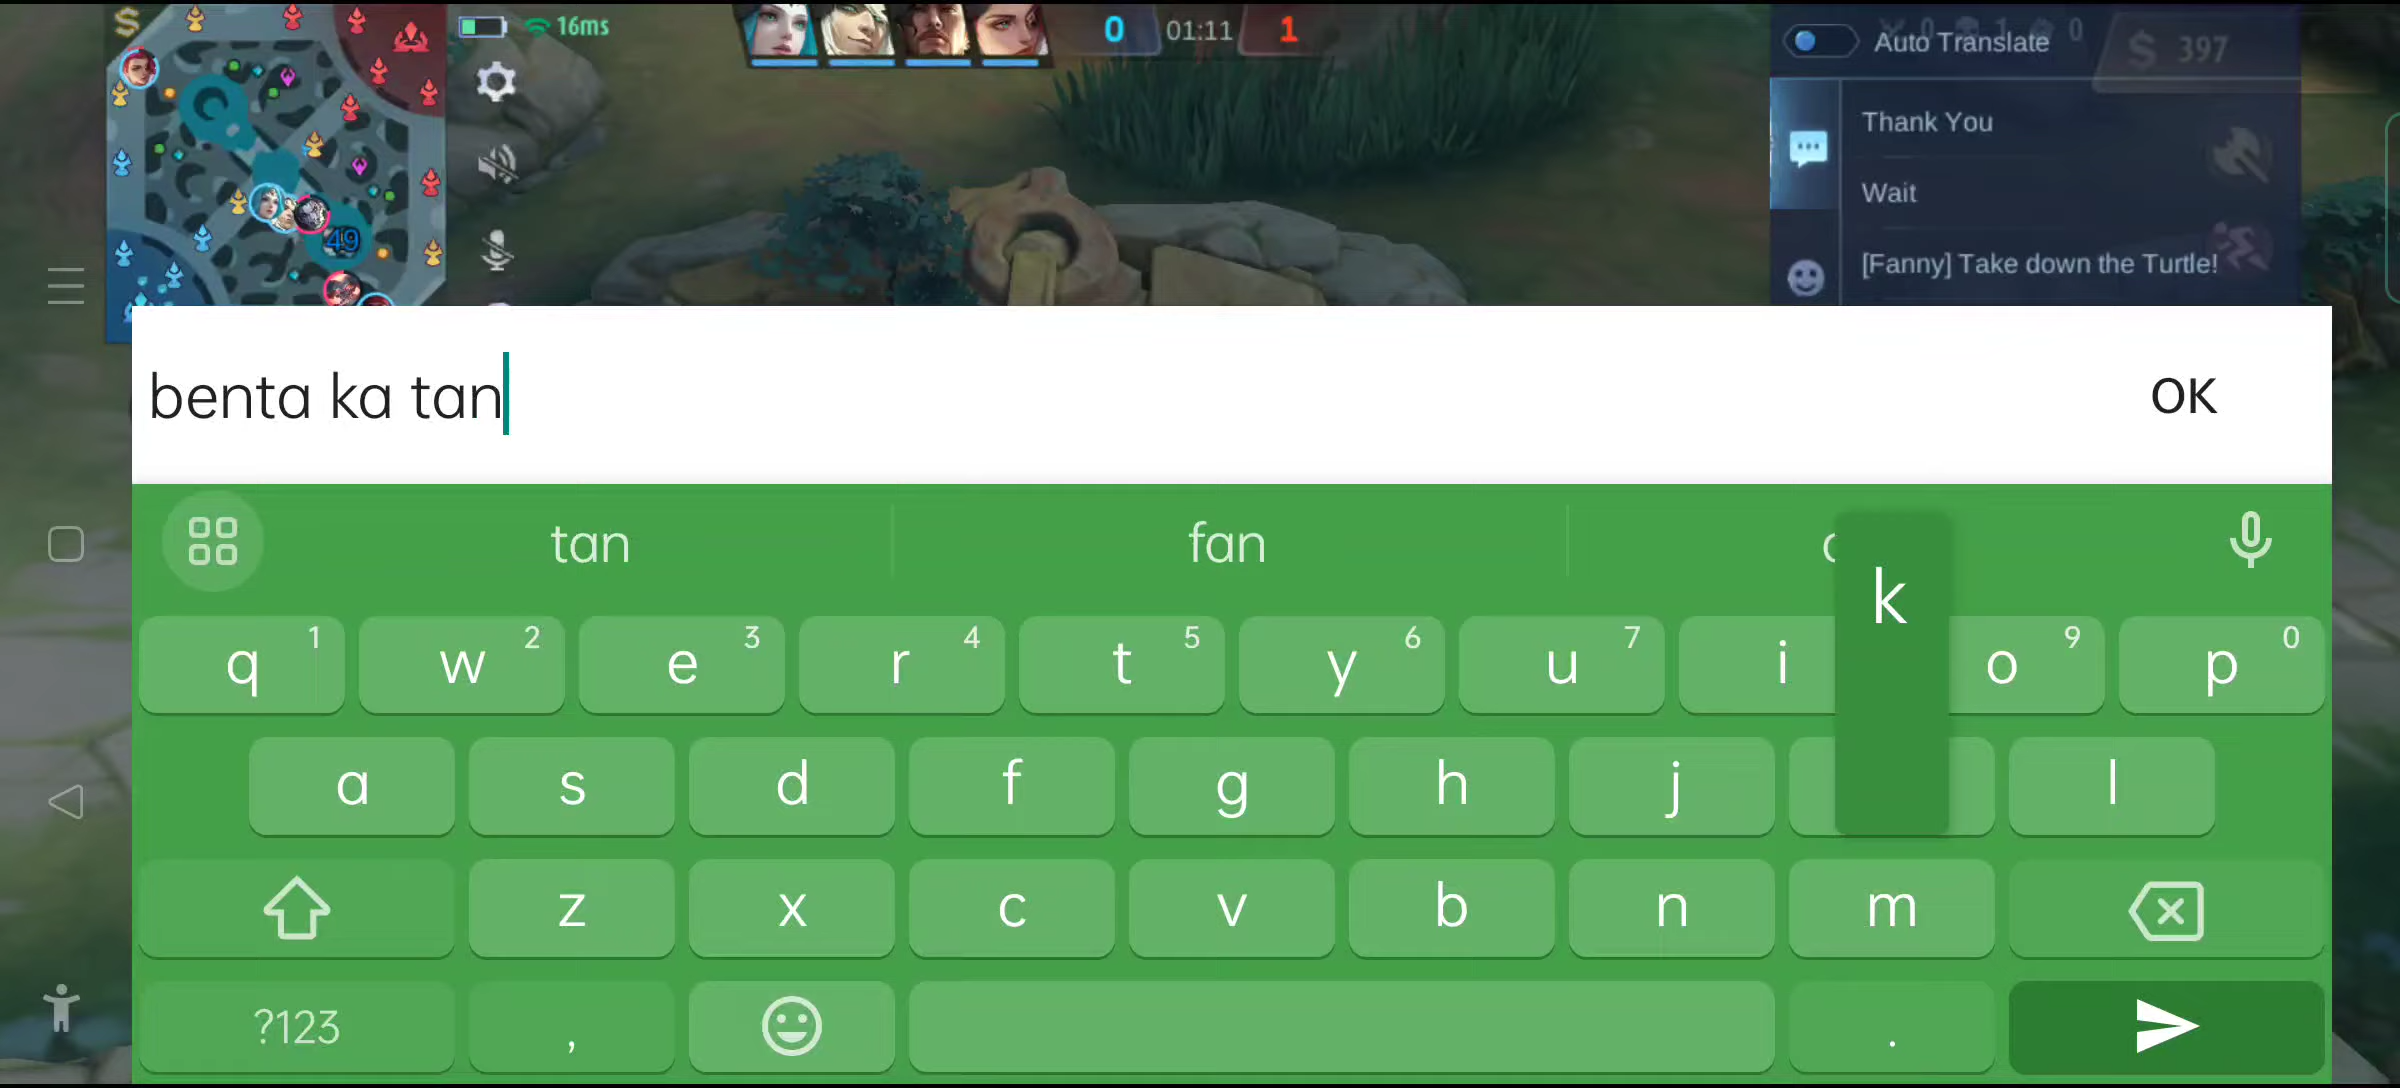 16ms
0 01:11 1
Auto Translate
$ 397
Thank You
Wait
[Fanny] Take down the Turtle!
49
benta ka tan
OK
tan fan
k
q 1 w 2 e 3 r 4 t 5 y 6 u 7 i o 9 p 0
a s d f g h j l
z x c v b n m
?123 , .